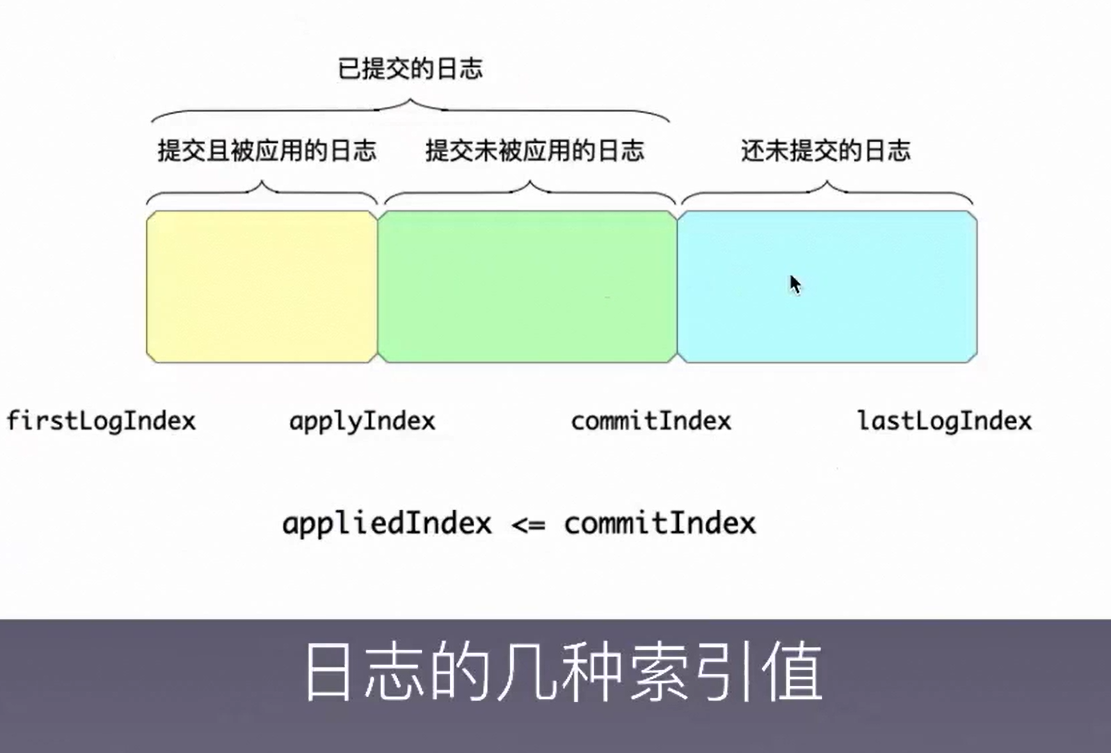 已提交的日志
提交且被应用的日志 提交未被应用的日志 还未提交的日志
firstLogIndex applyIndex commitIndex lastLogIndex
appliedIndex <= commitIndex
日志的几种索引值